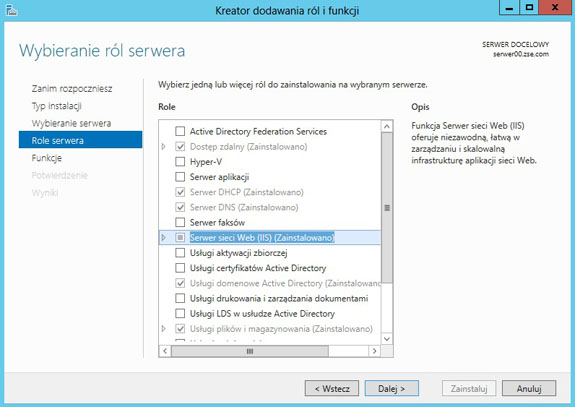 Kreator dodawania ról i funkcji
Wybieranie ról serwera
SERWER DOCELOWY
serwer00.zse.com
Zanim rozpoczniesz
Typ instalacji
Wybieranie serwera
Role serwera
Funkcje
Potwierdzenie
Wyniki
Wybierz jedną lub więcej ról do zainstalowania na wybranym serwerze.
Role
Active Directory Federation Services
Dostęp zdalny (Zainstalowano)
Hyper-V
Serwer aplikacji
Serwer DHCP (Zainstalowano)
Serwer DNS (Zainstalowano)
Serwer faksów
Serwer sieci Web (IIS) (Zainstalowano)
Usługi aktywacji zbiorczej
Usługi certyfikatów Active Directory
Usługi domenowe Active Directory (Zainstalowano
Usługi drukowania i zarządzania dokumentami
Usługi LDS w usłudze Active Directory
Usługi plików i magazynowania (Zainstalowano)
Opis
Funkcja Serwer sieci Web (IIS)
oferuje niezawodną, łatwą w
zarządzaniu i skalowalną
infrastrukturę aplikacji sieci Web.
< Wstecz
Dalej >
Zainstaluj
Anuluj